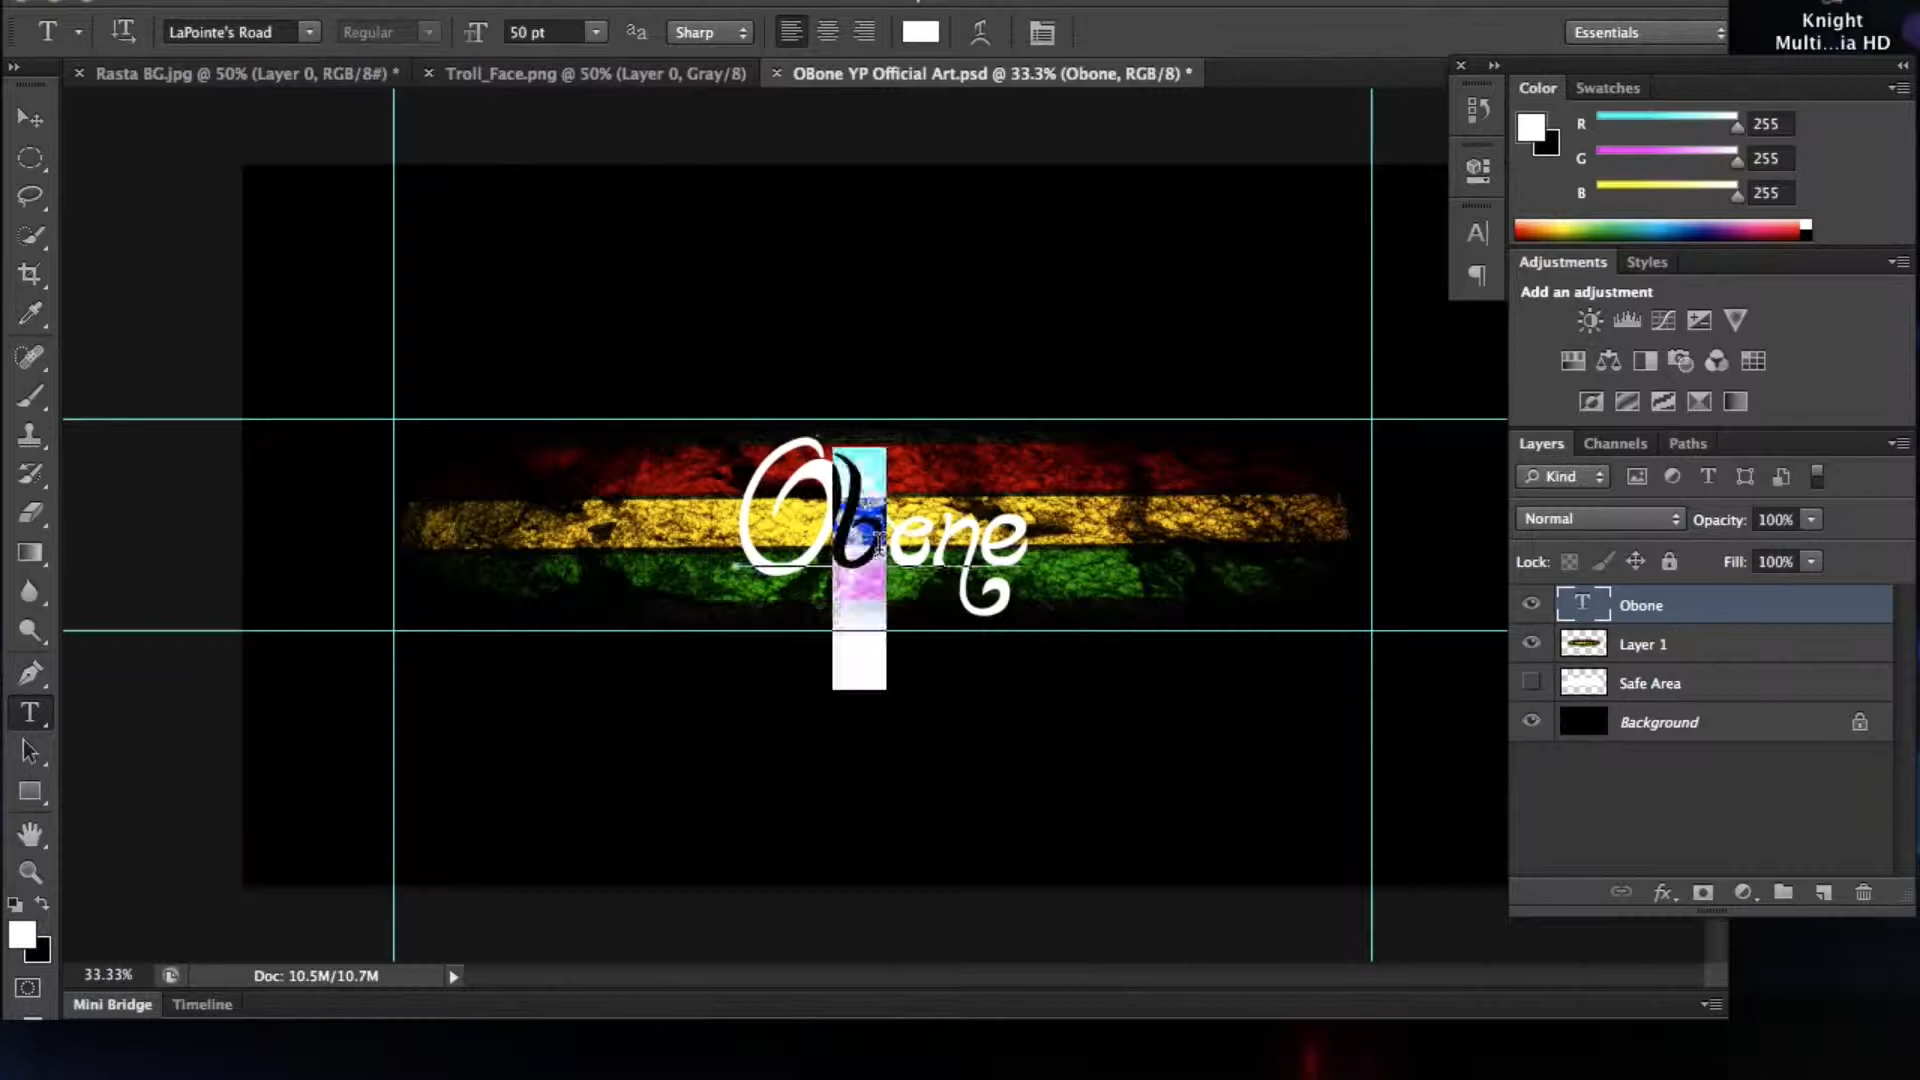 Knight
Multi...ia HD
LaPointe's Road
Regular
50 pt
Sharp
Essentials
Rasta BG.jpg @ 50% (Layer 0, RGB/8#) *
Troll_Face.png @ 50% (Layer 0, Gray/8)
OBone YP Official Art.psd @ 33.3% (Obone, RGB/8) *
Color
Swatches
R
255
G
255
B
255
Adjustments
Styles
Add an adjustment
Obone
Layers
Channels
Paths
Kind
Normal
Opacity: 100%
Lock:
Fill: 100%
Obone
Layer 1
Safe Area
Background
33.33%
Doc: 10.5M/10.7M
Mini Bridge
Timeline